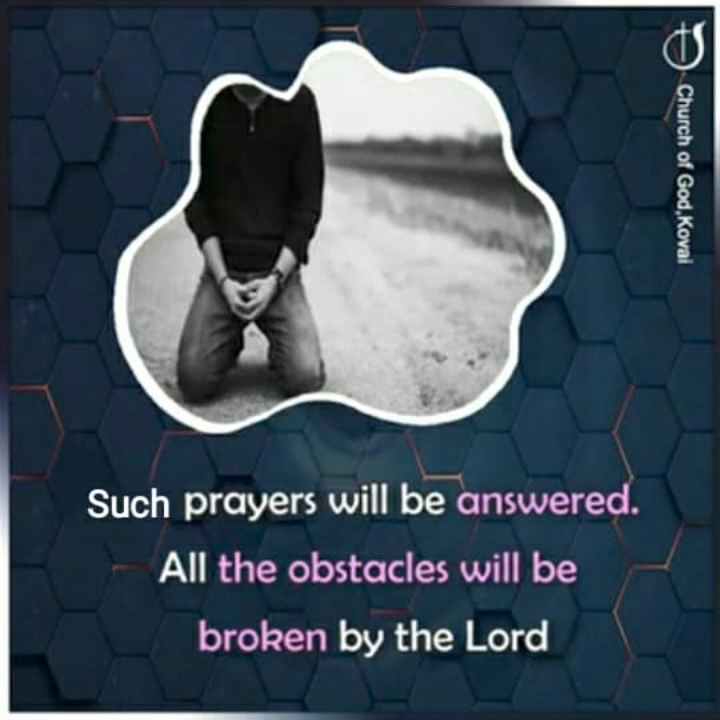 Church of God,Kovai
Such prayers will be answered.
All the obstacles will be
broken by the Lord